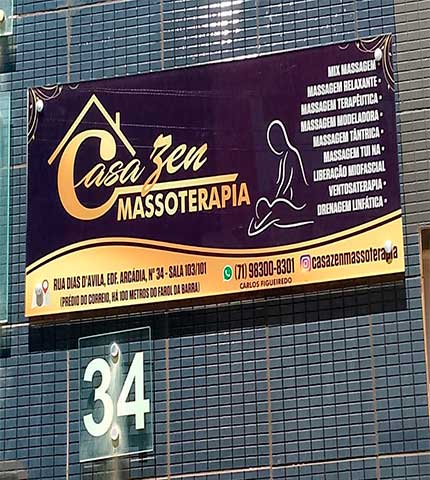 Casa Zen
MASSOTERAPIA
MIX MASSAGEM -
MASSAGEM RELAXANTE -
MASSAGEM TERAPÊUTICA -
MASSAGEM MODELADORA -
MASSAGEM TÂNTRICA -
MASSAGEM TUI NA -
LIBERAÇÃO MIOFASCIAL
VENTOSATERAPIA -
DRENAGEM LINFÁTICA -
RUA DIAS D'AVILA, EDF. ARCÁDIA, Nº 34 - SALA 103/101
(PRÉDIO DO CORREIO, HÁ 100 METROS DO FAROL DA BARRA)
(71) 98300-8301
CARLOS FIGUEIREDO
casazenmassoterapia
34